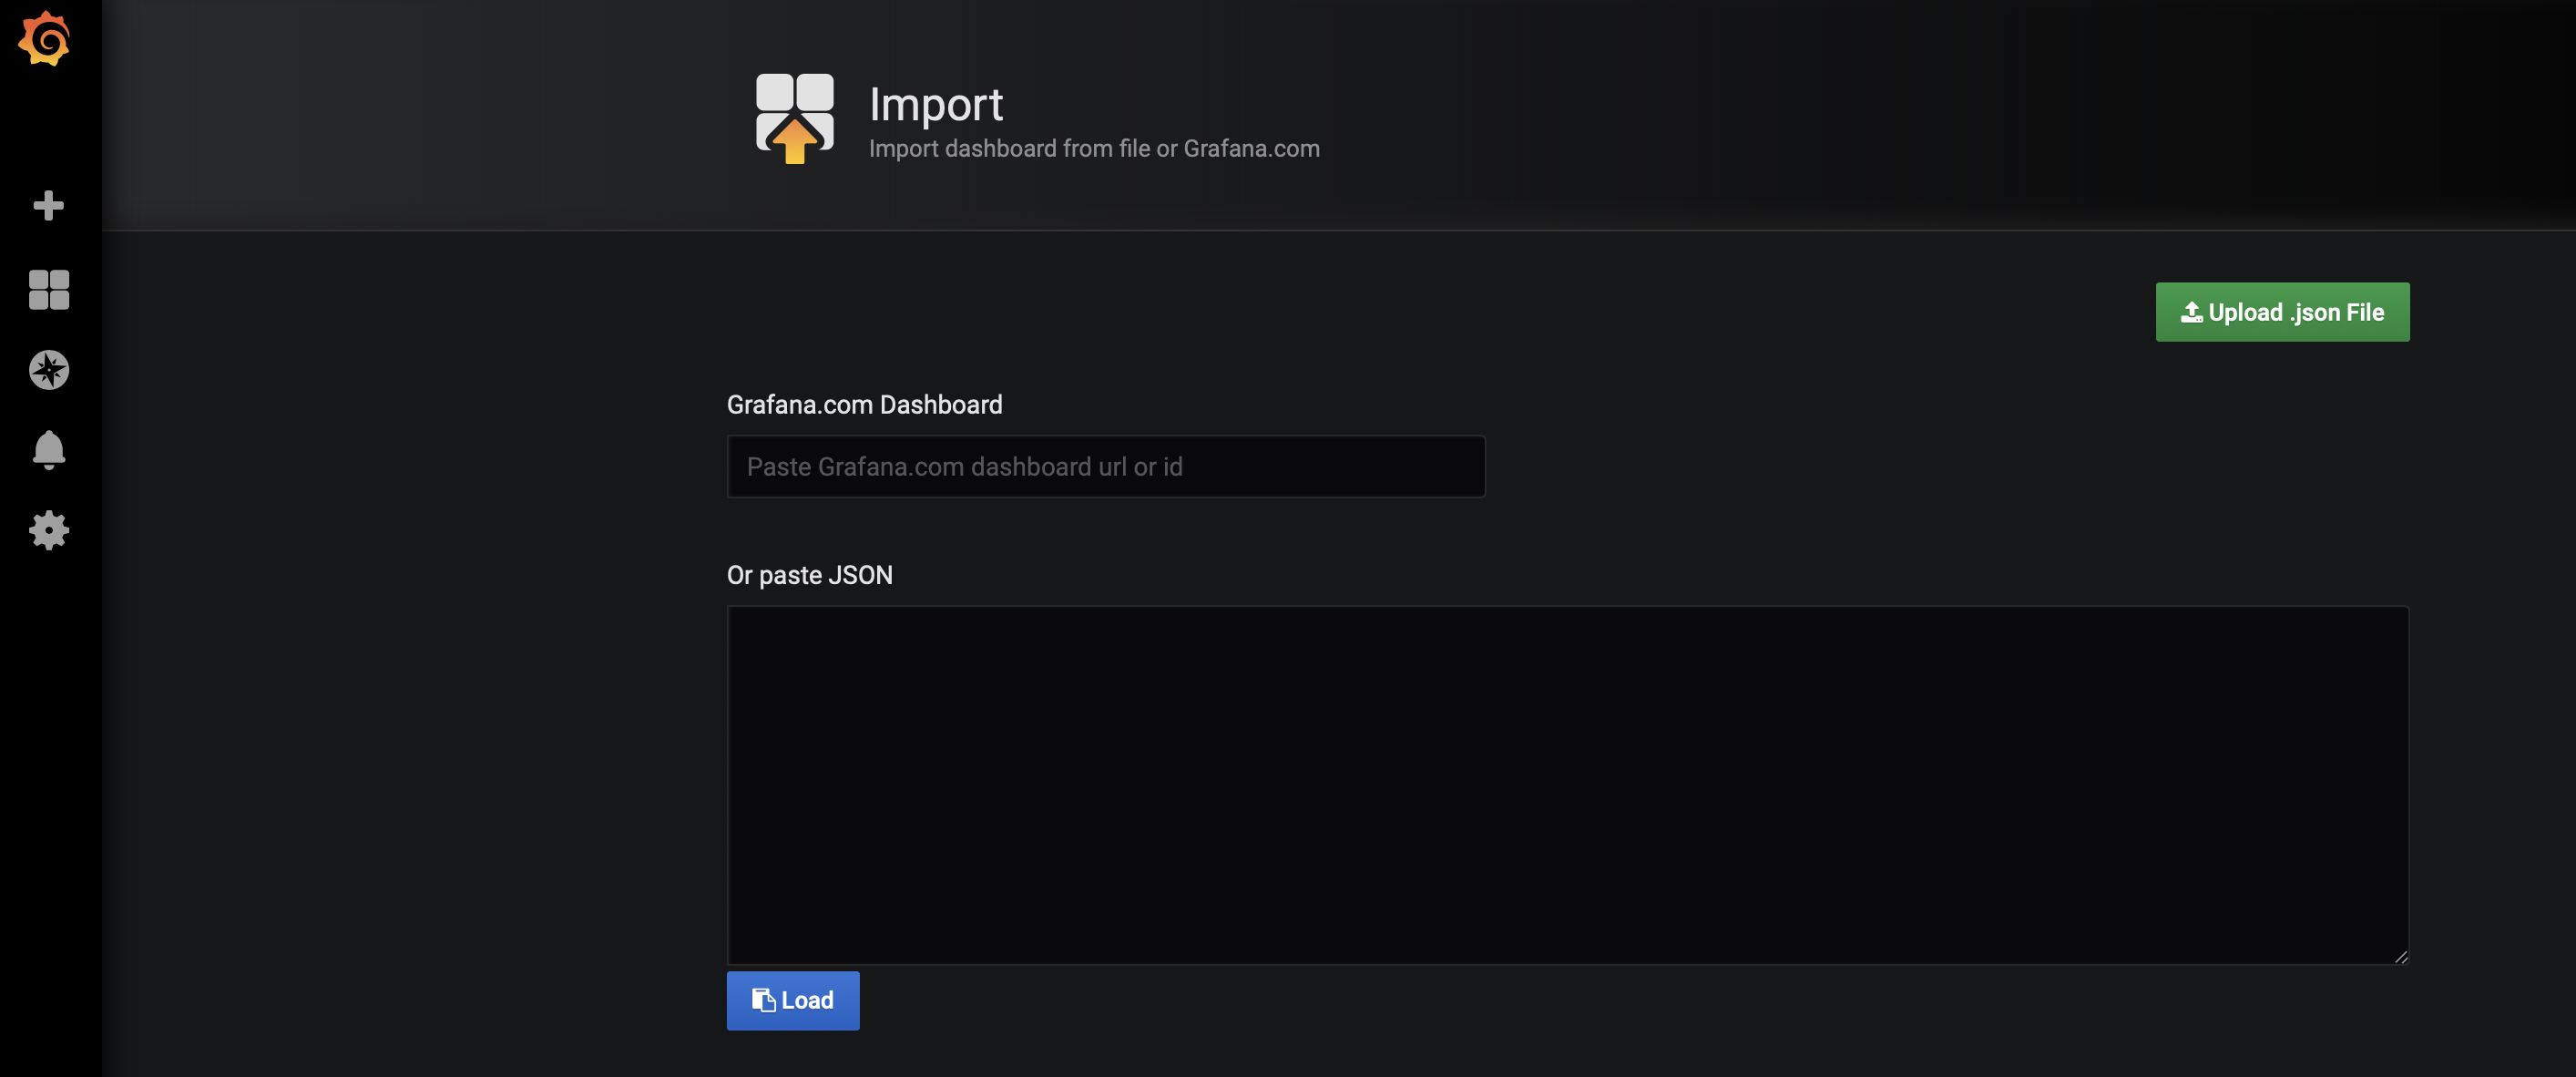 Import
Import dashboard from file or Grafana.com
Upload .json File
Grafana.com Dashboard
Paste Grafana.com dashboard url or id
Or paste JSON
Load